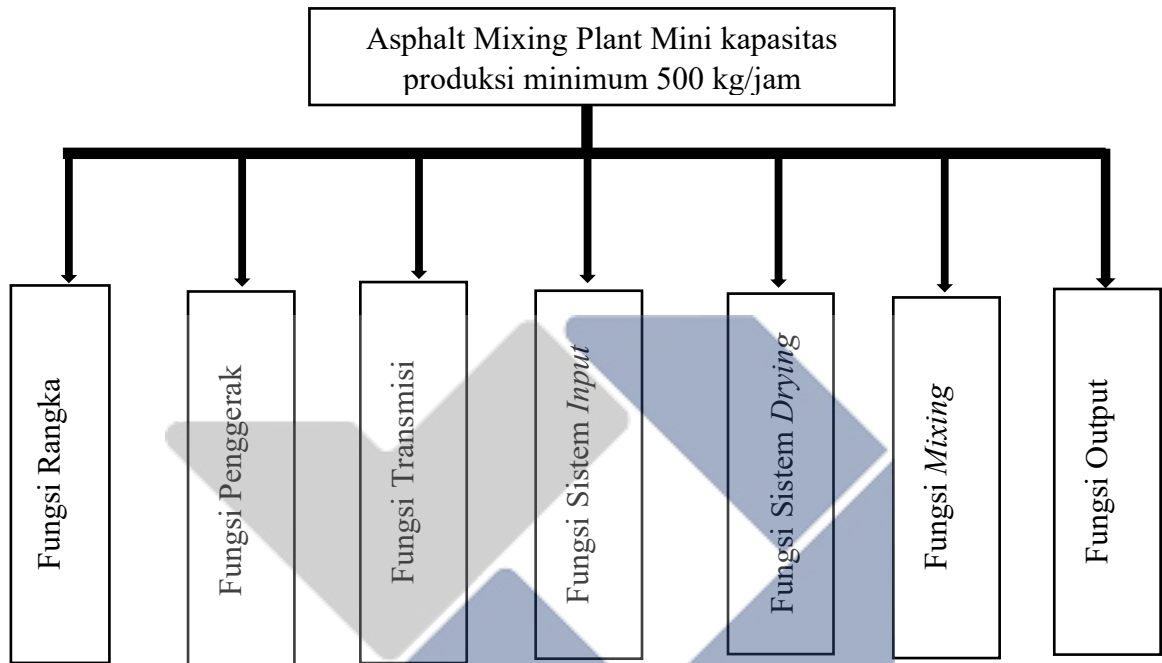 Asphalt Mixing Plant Mini kapasitas
produksi minimum 500 kg/jam
Fungsi Rangka
Fungsi Penggerak
Fungsi Transmisi
Fungsi Sistem Input
Fungsi Sistem Drying
Fungsi Mixing
Fungsi Output